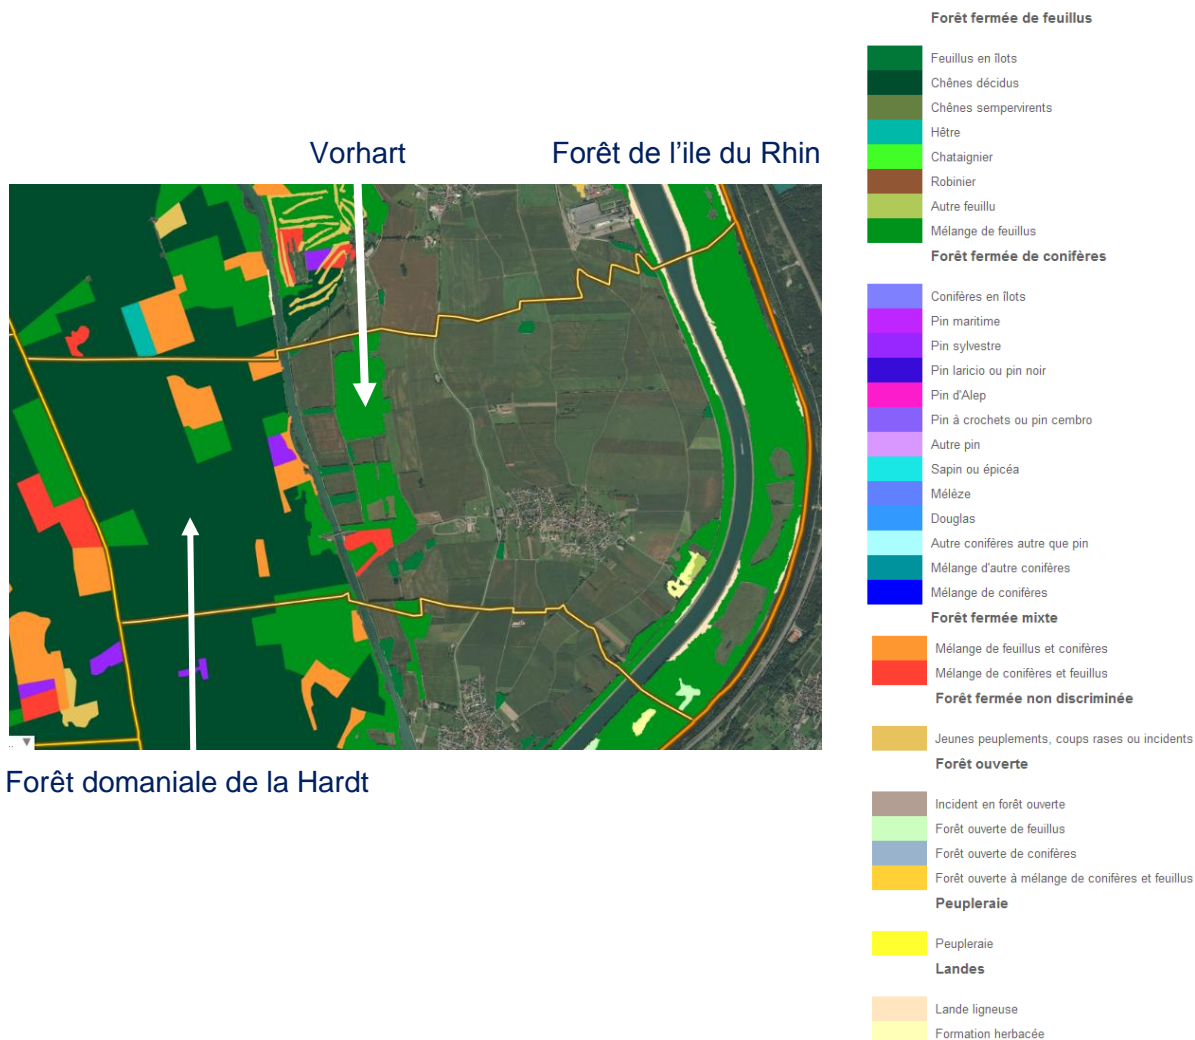 Vorhart
Forêt de l'ile du Rhin
Forêt domaniale de la Hardt
Forêt fermée de feuillus
Feuillus en îlots
Chênes décidus
Chênes sempervirents
Hêtre
Chataignier
Robinier
Autre feuillu
Mélange de feuillus
Forêt fermée de conifères
Conifères en îlots
Pin maritime
Pin sylvestre
Pin laricio ou pin noir
Pin d'Alep
Pin à crochets ou pin cembro
Autre pin
Sapin ou épicéa
Mélèze
Douglas
Autre conifères autre que pin
Mélange d'autre conifères
Mélange de conifères
Forêt fermée mixte
Mélange de feuillus et conifères
Mélange de conifères et feuillus
Forêt fermée non discriminée
Jeunes peuplements, coups rases ou incidents
Forêt ouverte
Incident en forêt ouverte
Forêt ouverte de feuillus
Forêt ouverte de conifères
Forêt ouverte à mélange de conifères et feuillus
Peupleraie
Peupleraie
Landes
Lande ligneuse
Formation herbacée